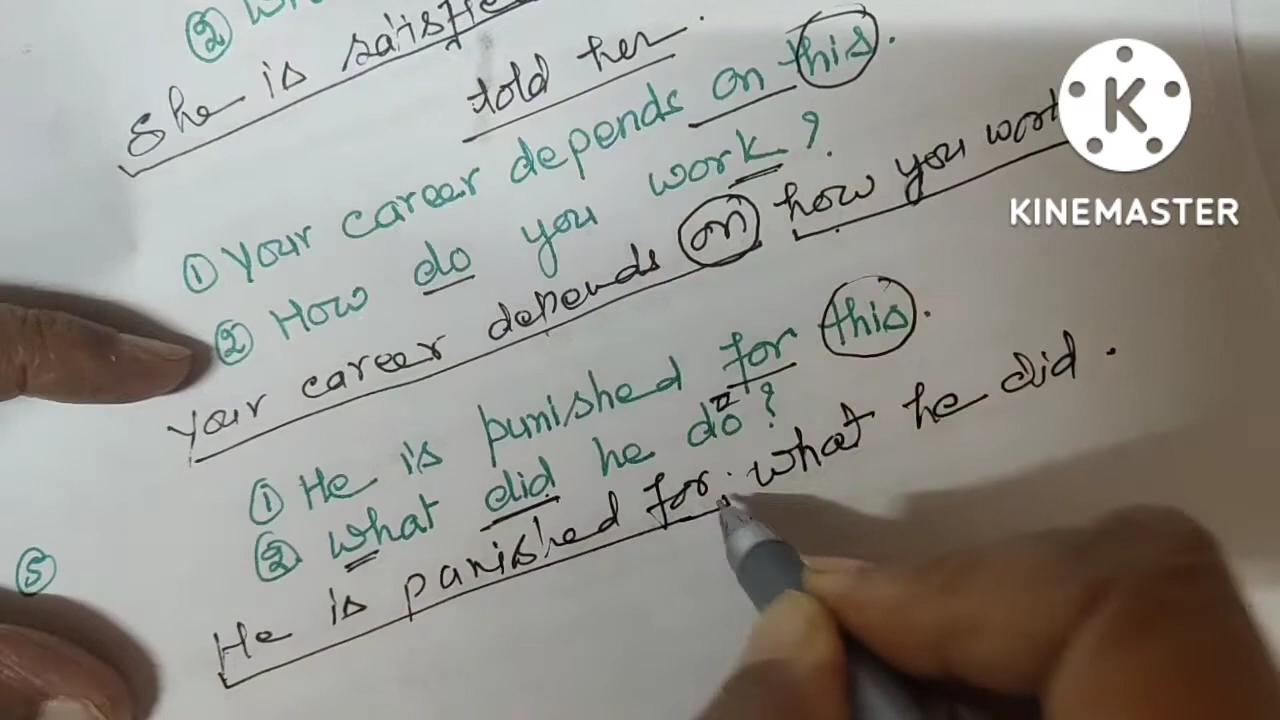 ②
She is satisfied
told her.
① Your career depends on this.
② How do you work?
Your career depends on how you work
① He is punished for this.
② What did he do?
He is punished for what he did.
⑤
K
KINEMASTER